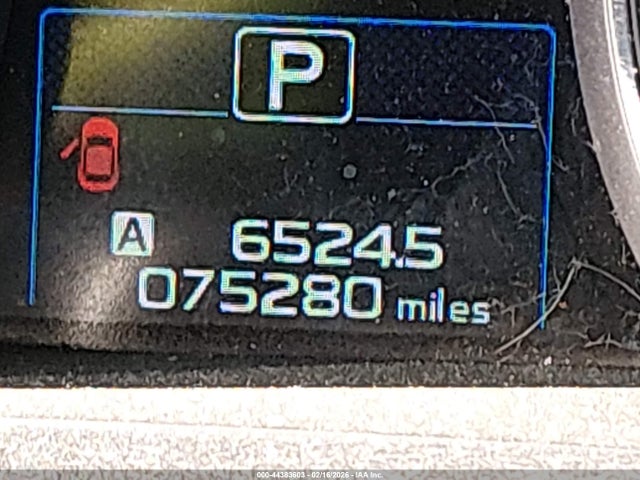 P
A 6524.5
075280 miles
000-44383603 - 02/16/2026 - IAA Inc.